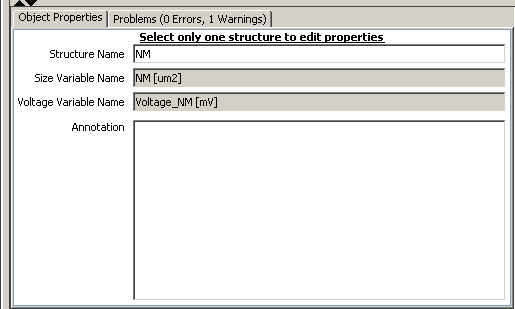 Object Properties Problems (0 Errors, 1 Warnings)
Select only one structure to edit properties
Structure Name NM
Size Variable Name NM [um2]
Voltage Variable Name Voltage_NM [mV]
Annotation